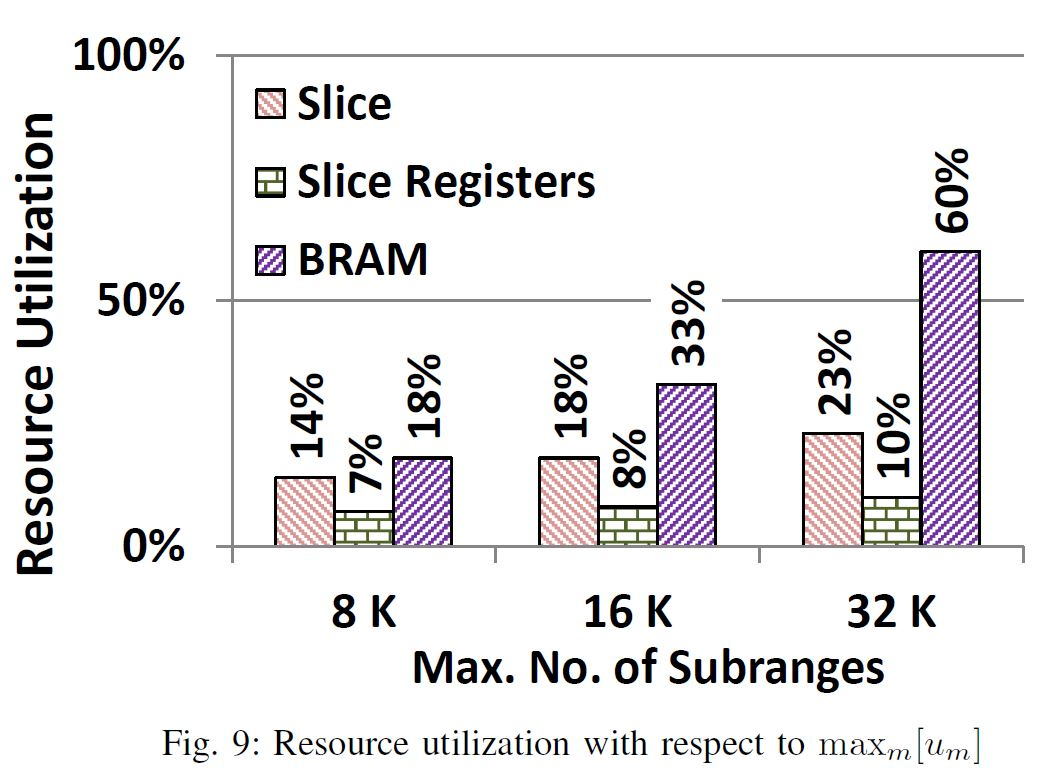 100%
50%
0%
Resource Utilization
Slice
Slice Registers
BRAM
14%
7%
18%
18%
8%
33%
23%
10%
60%
8 K
16 K
32 K
Max. No. of Subranges
Fig. 9: Resource utilization with respect to maxₘ[uₘ]